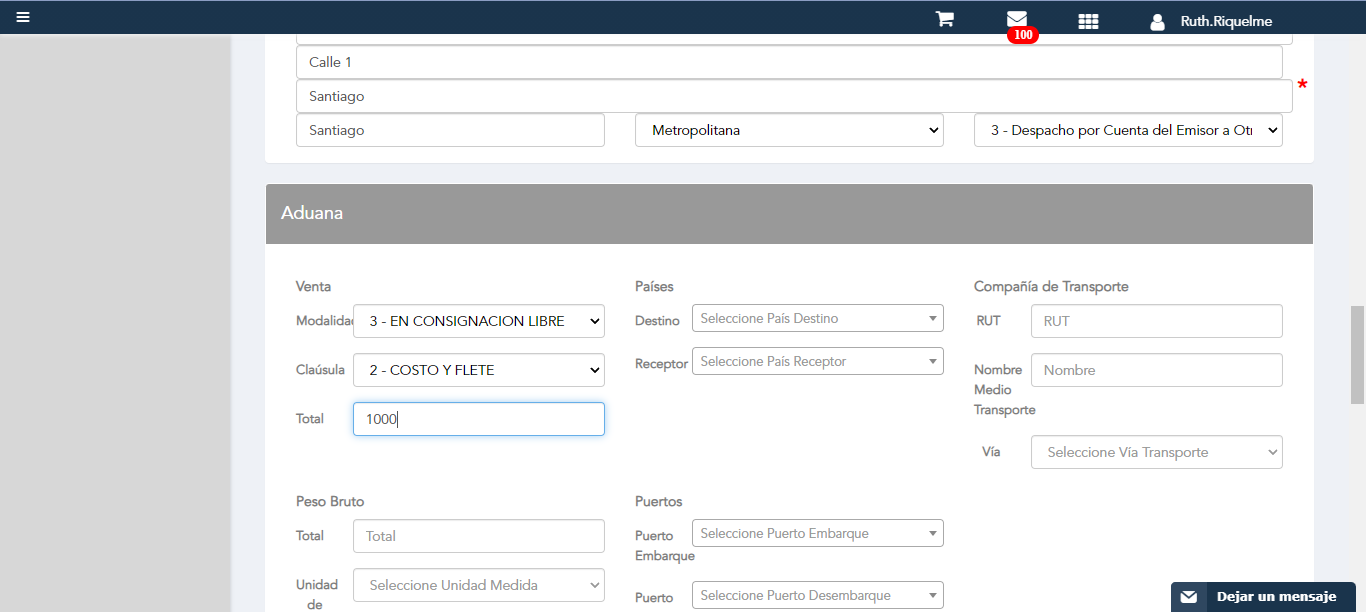 Ruth.Riquelme
100
Calle 1
Santiago
*
Santiago
Metropolitana
3 - Despacho por Cuenta del Emisor a Otr
Aduana
Venta
Modalidad
3 - EN CONSIGNACION LIBRE
Claúsula
2 - COSTO Y FLETE
Total
1000
Países
Destino
Seleccione País Destino
Receptor
Seleccione País Receptor
Compañía de Transporte
RUT
RUT
Nombre
Medio
Transporte
Nombre
Vía
Seleccione Vía Transporte
Peso Bruto
Total
Total
Unidad
de
Seleccione Unidad Medida
Puertos
Puerto
Embarque
Seleccione Puerto Embarque
Puerto
Seleccione Puerto Desembarque
Dejar un mensaje